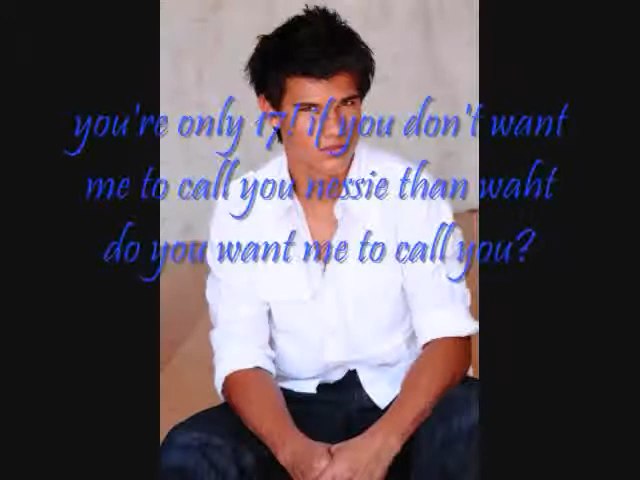 you're only 17! if you don't want
me to call you nessie than waht
do you want me to call you?